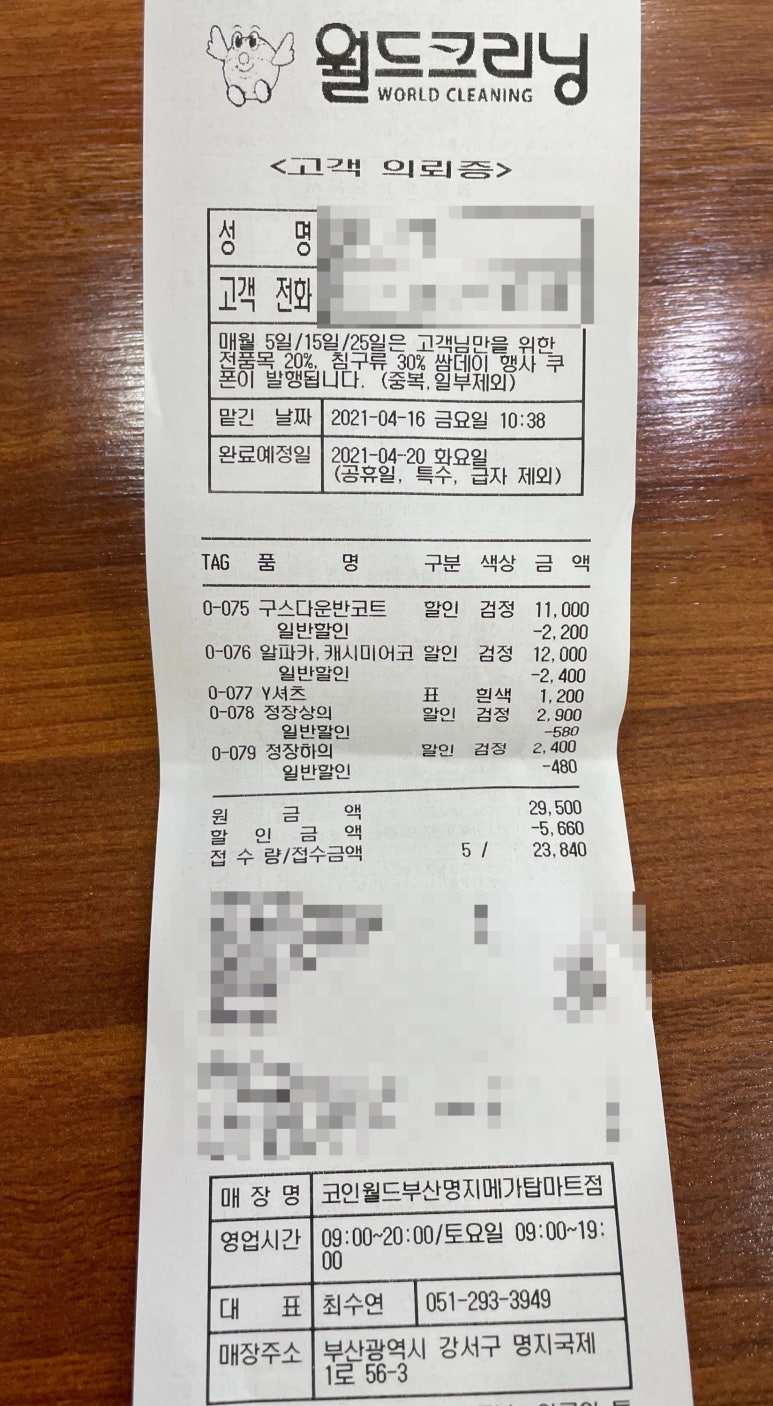 월드크리닝
WORLD CLEANING
<고객 의뢰증>
성 명
고객 전화
매월 5일/15일/25일은 고객님만을 위한
전품목 20%, 침구류 30% 쌈데이 행사 쿠
폰이 발행됩니다. (중복,일부제외)
맡긴 날짜 2021-04-16 금요일 10:38
완료예정일 2021-04-20 화요일
(공휴일, 특수, 급자 제외)
TAG 품 명 구분 색상 금 액
0-075 구스다운반코트 할인 검정 11,000
일반할인 -2,200
0-076 알파카,캐시미어코 할인 검정 12,000
일반할인 -2,400
0-077 Y셔츠 표 흰색 1,200
0-078 정장상의 할인 검정 2,900
일반할인 -580
0-079 정장하의 할인 검정 2,400
일반할인 -480
원 금 액 29,500
할 인 금 액 -5,660
접 수 량/접수금액 5 / 23,840
매 장 명 코인월드부산명지메가탑마트점
영업시간 09:00~20:00/토요일 09:00~19:
00
대 표 최수연 051-293-3949
매장주소 부산광역시 강서구 명지국제
1로 56-3